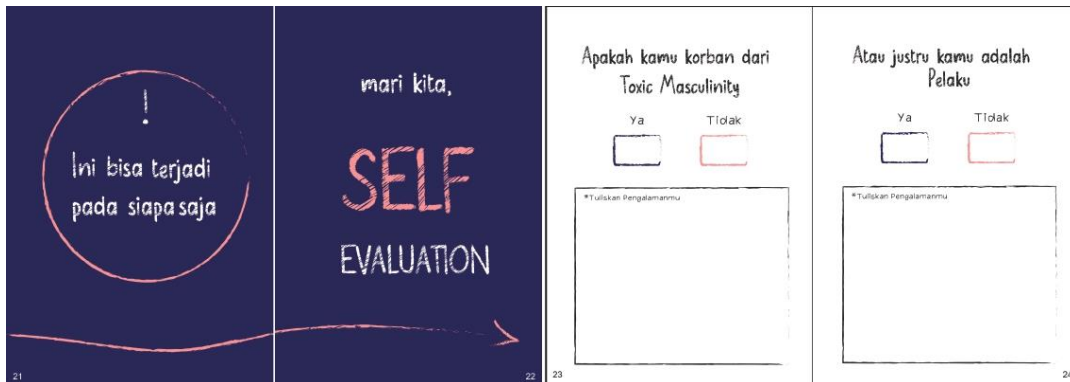 !
Ini bisa terjadi
pada siapa saja
21
mari kita,
SELF
EVALUATION
22
Apakah kamu korban dari
Toxic Masculinity
Ya Tidak
*Tuliskan Pengalamanmu
23
Atau justru kamu adalah
Pelaku
Ya Tidak
*Tuliskan Pengalamanmu
24